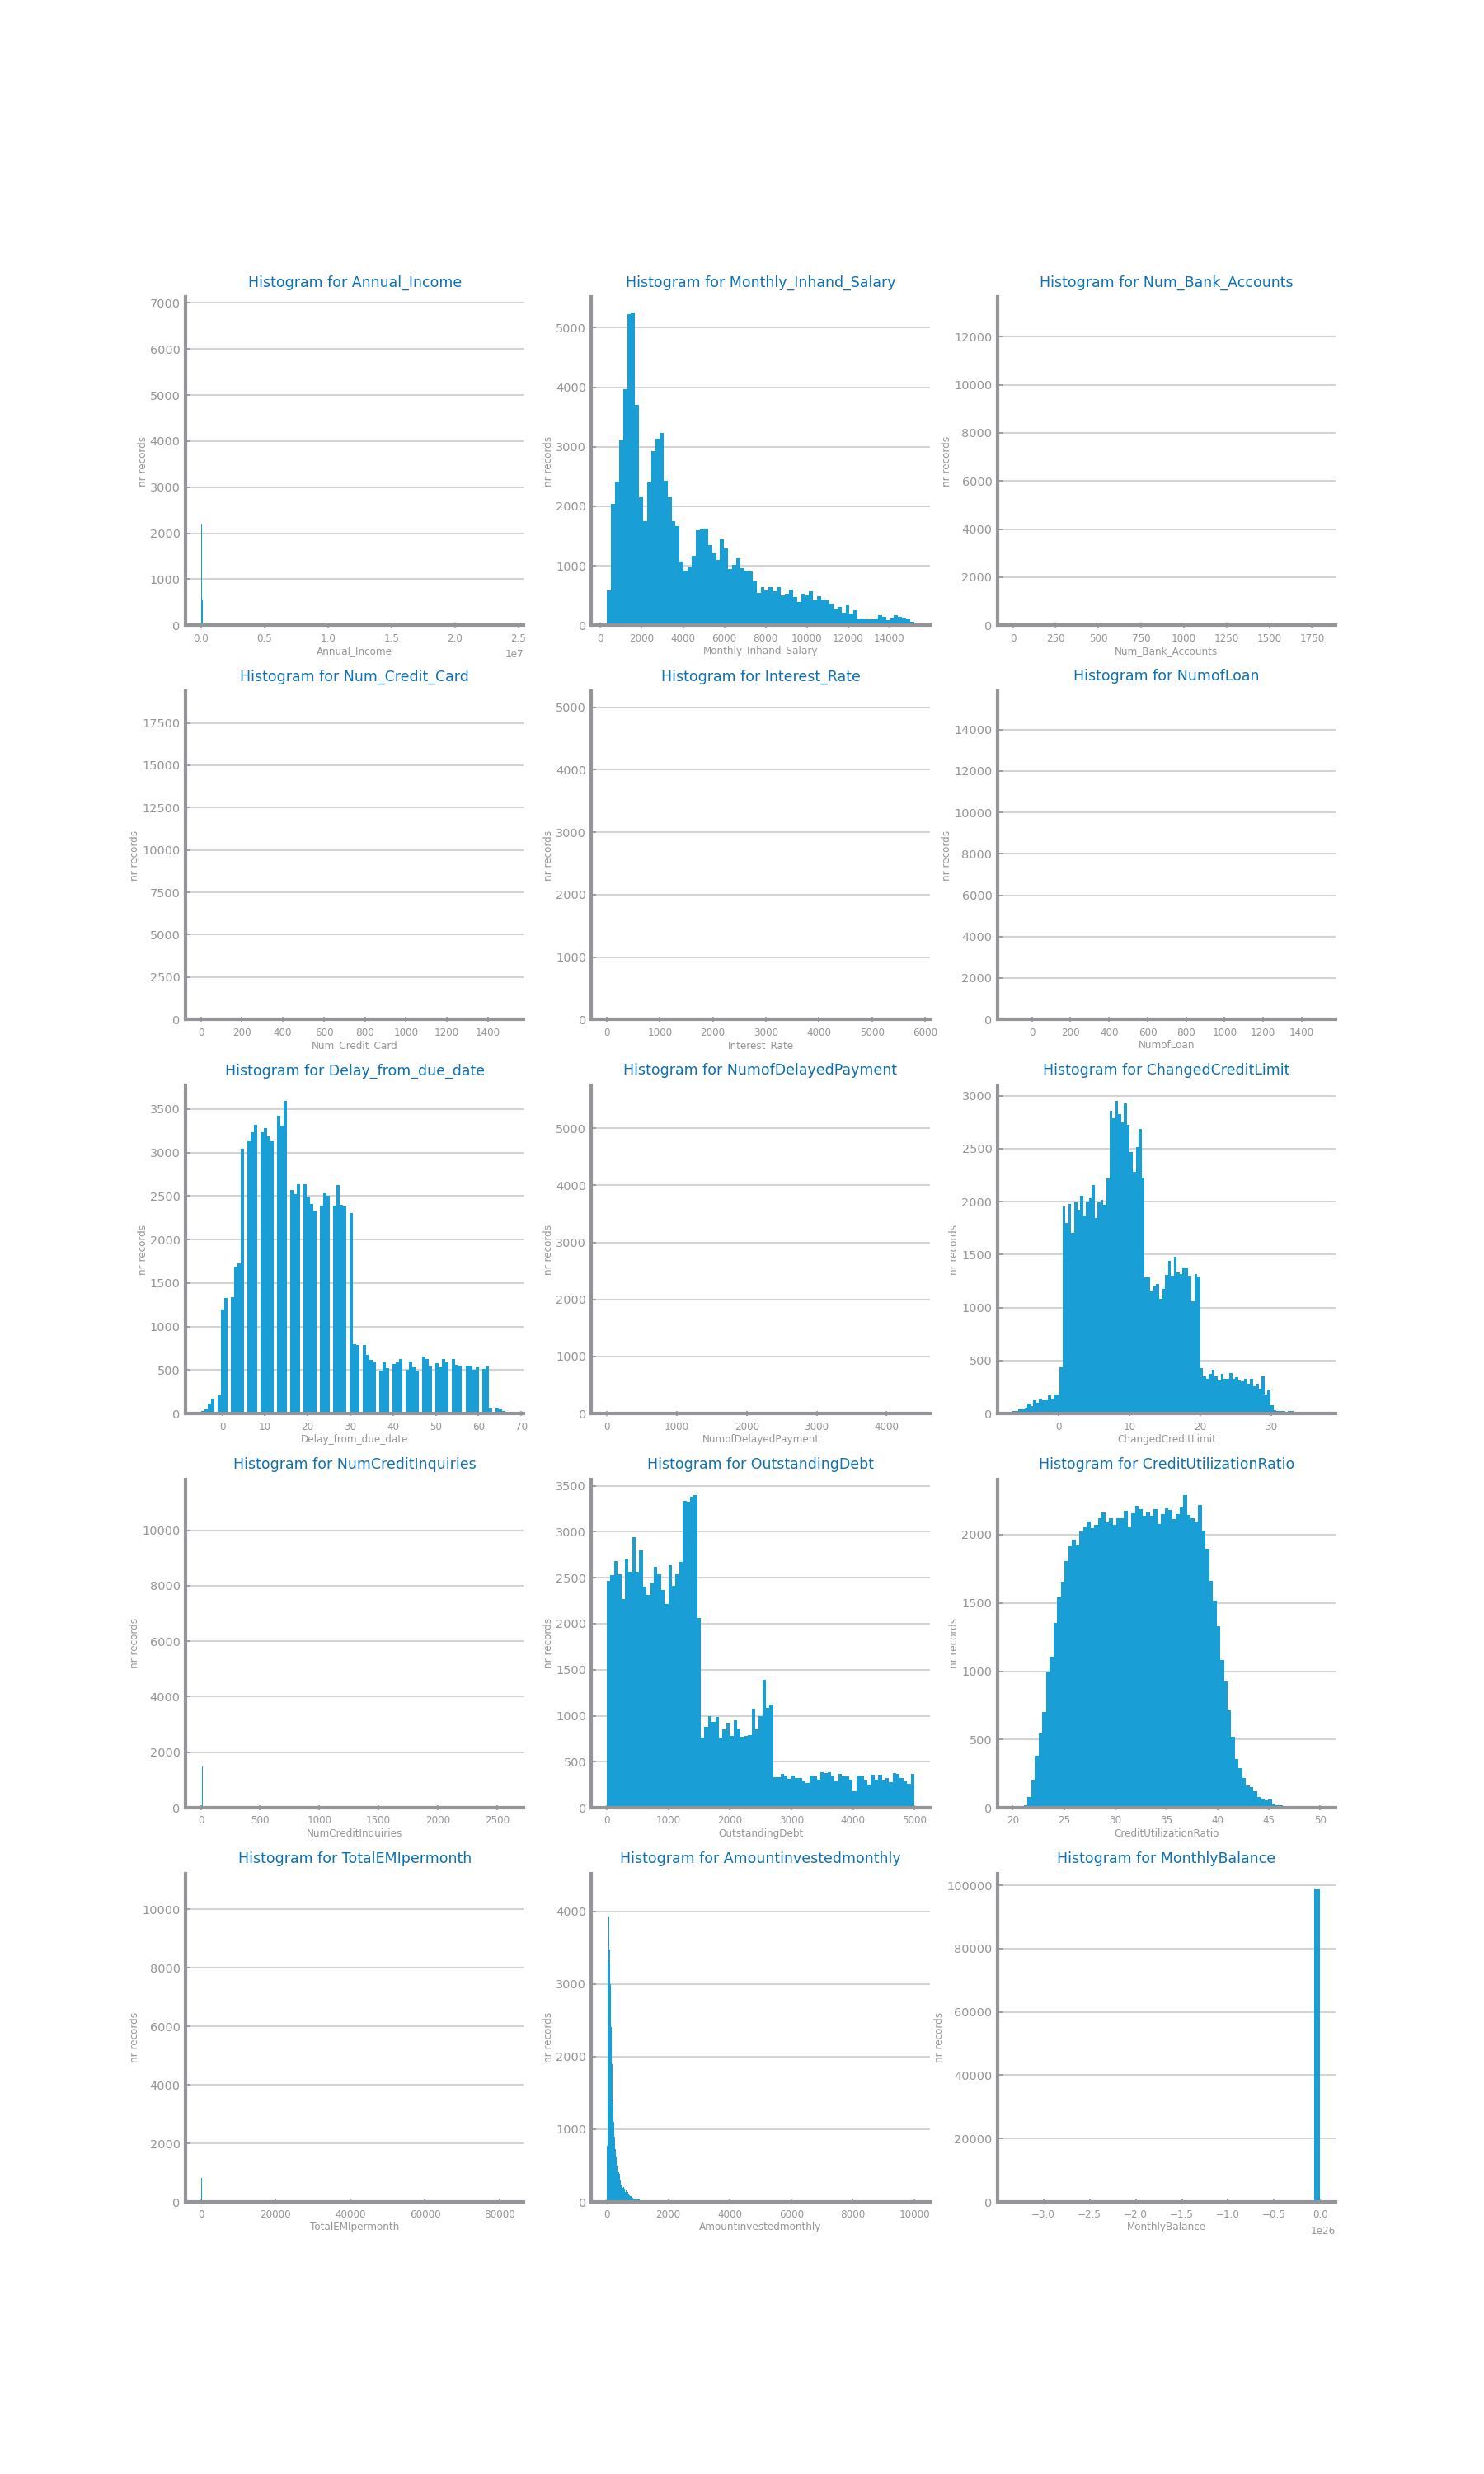 Histogram for Annual_Income
7000
6000
5000
4000
3000
2000
1000
0
nr records
0.0 0.5 1.0 1.5 2.0 2.5
1e7
Annual_Income
Histogram for Monthly_Inhand_Salary
5000
4000
3000
2000
1000
0
nr records
0 2000 4000 6000 8000 10000 12000 14000
Monthly_Inhand_Salary
Histogram for Num_Bank_Accounts
12000
10000
8000
6000
4000
2000
0
nr records
0 250 500 750 1000 1250 1500 1750
Num_Bank_Accounts
Histogram for Num_Credit_Card
17500
15000
12500
10000
7500
5000
2500
0
nr records
0 200 400 600 800 1000 1200 1400
Num_Credit_Card
Histogram for Interest_Rate
5000
4000
3000
2000
1000
0
nr records
0 1000 2000 3000 4000 5000 6000
Interest_Rate
Histogram for NumofLoan
14000
12000
10000
8000
6000
4000
2000
0
nr records
0 200 400 600 800 1000 1200 1400
NumofLoan
Histogram for Delay_from_due_date
3500
3000
2500
2000
1500
1000
500
0
nr records
0 10 20 30 40 50 60 70
Delay_from_due_date
Histogram for NumofDelayedPayment
5000
4000
3000
2000
1000
0
nr records
0 1000 2000 3000 4000
NumofDelayedPayment
Histogram for ChangedCreditLimit
3000
2500
2000
1500
1000
500
0
nr records
0 10 20 30
ChangedCreditLimit
Histogram for NumCreditInquiries
10000
8000
6000
4000
2000
0
nr records
0 500 1000 1500 2000 2500
NumCreditInquiries
Histogram for OutstandingDebt
3500
3000
2500
2000
1500
1000
500
0
nr records
0 1000 2000 3000 4000 5000
OutstandingDebt
Histogram for CreditUtilizationRatio
2000
1500
1000
500
0
nr records
20 25 30 35 40 45 50
CreditUtilizationRatio
Histogram for TotalEMIpermonth
10000
8000
6000
4000
2000
0
nr records
0 20000 40000 60000 80000
TotalEMIpermonth
Histogram for Amountinvestedmonthly
4000
3000
2000
1000
0
nr records
0 2000 4000 6000 8000 10000
Amountinvestedmonthly
Histogram for MonthlyBalance
100000
80000
60000
40000
20000
0
nr records
−3.0 −2.5 −2.0 −1.5 −1.0 −0.5 0.0
1e26
MonthlyBalance